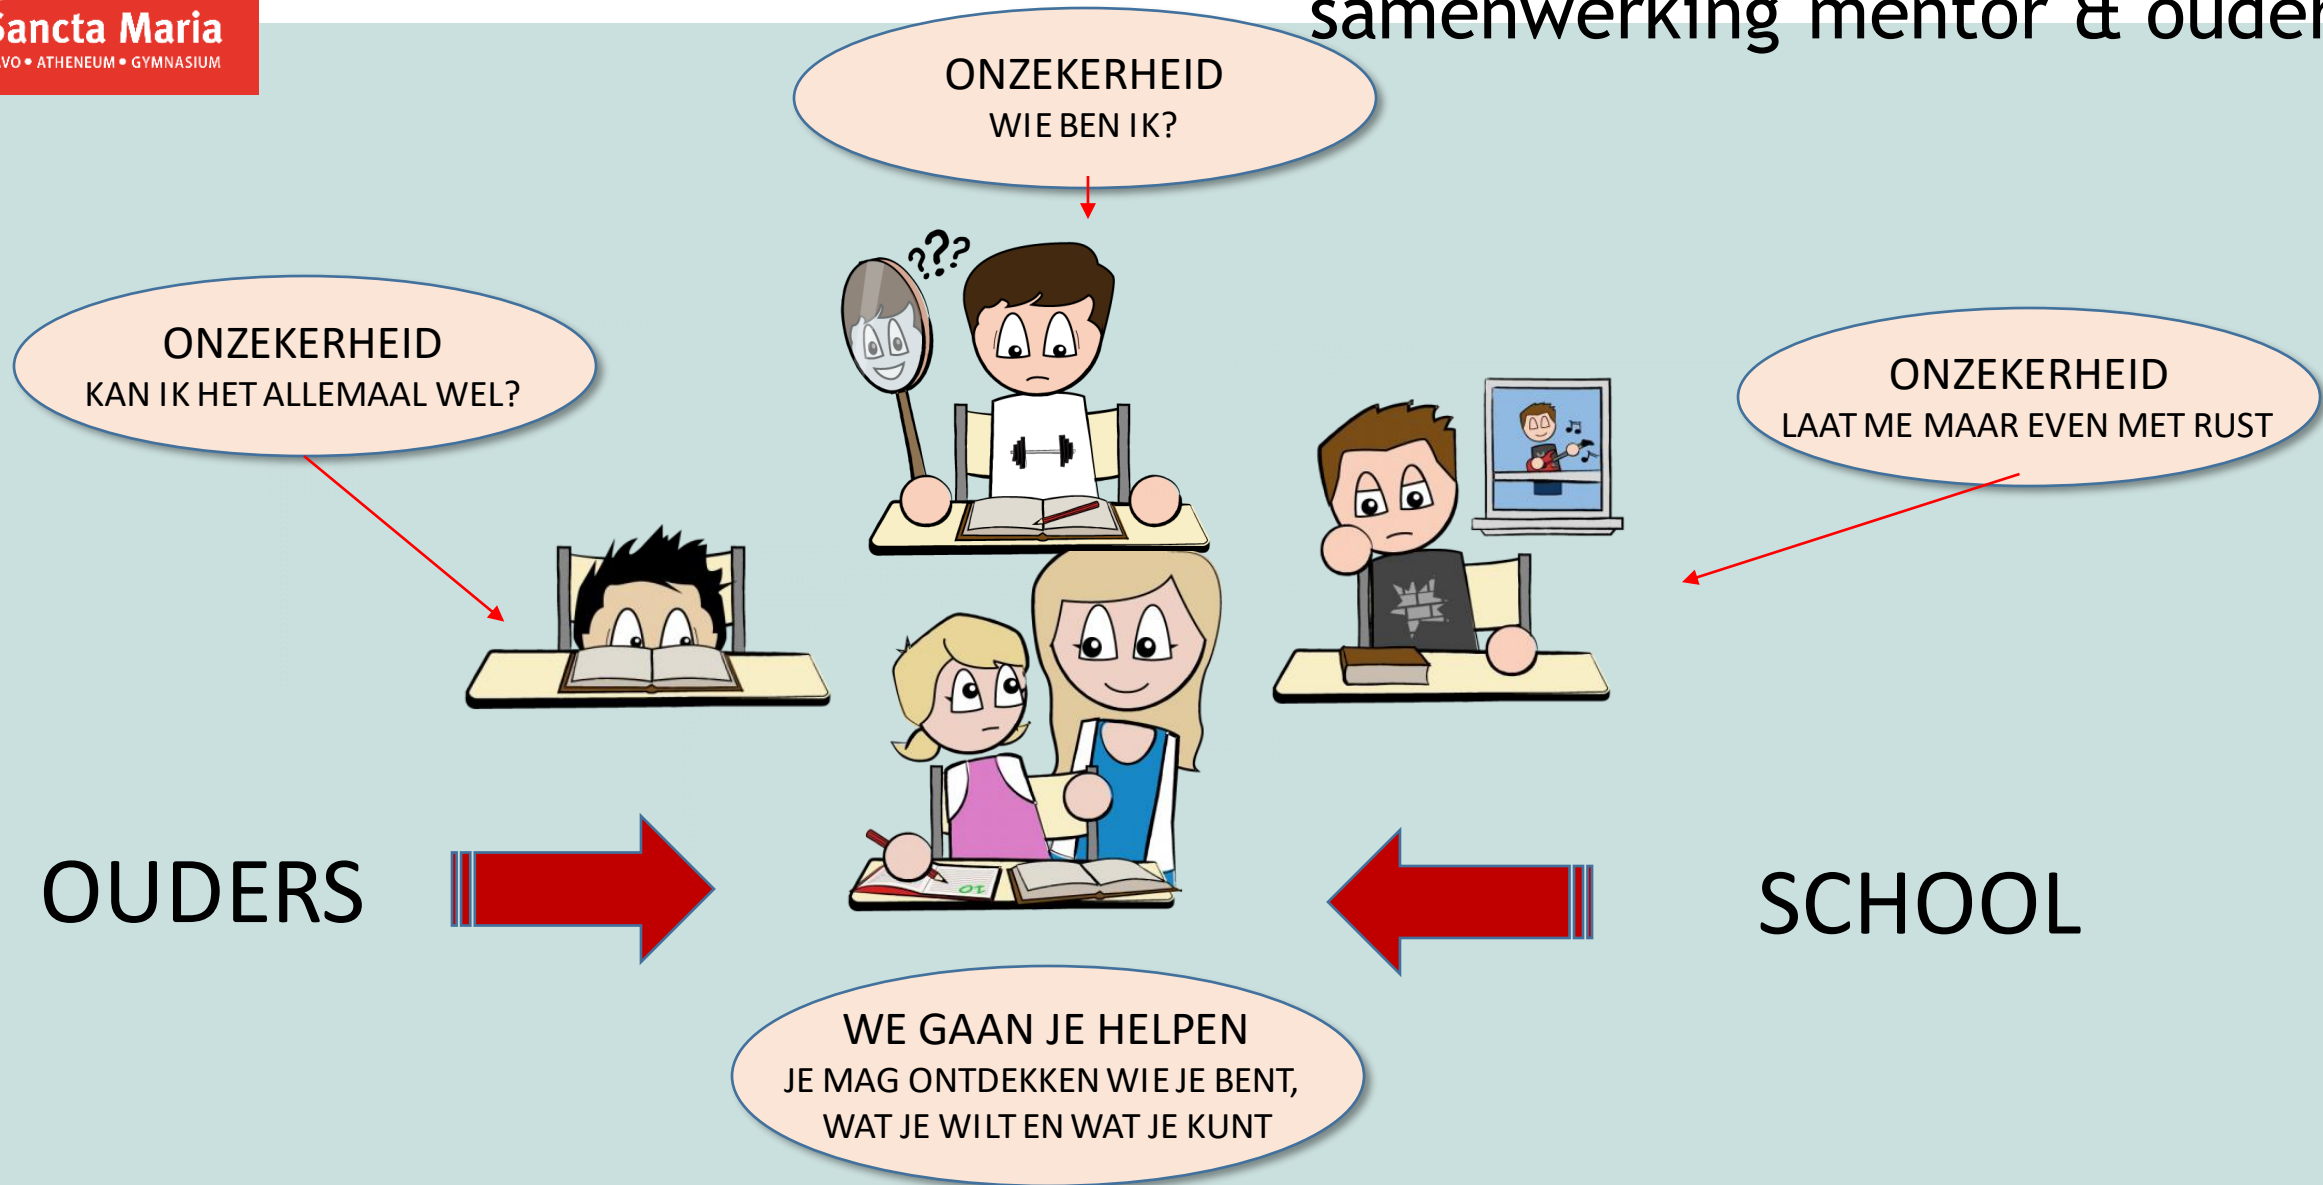 Sancta Maria
VO • ATHENEUM • GYMNASIUM
samenwerking mentor & ouder
ONZEKERHEID
WIE BEN IK?
???
ONZEKERHEID
KAN IK HET ALLEMAAL WEL?
ONZEKERHEID
LAAT ME MAAR EVEN MET RUST
10
OUDERS
SCHOOL
WE GAAN JE HELPEN
JE MAG ONTDEKKEN WIE JE BENT,
WAT JE WILT EN WAT JE KUNT